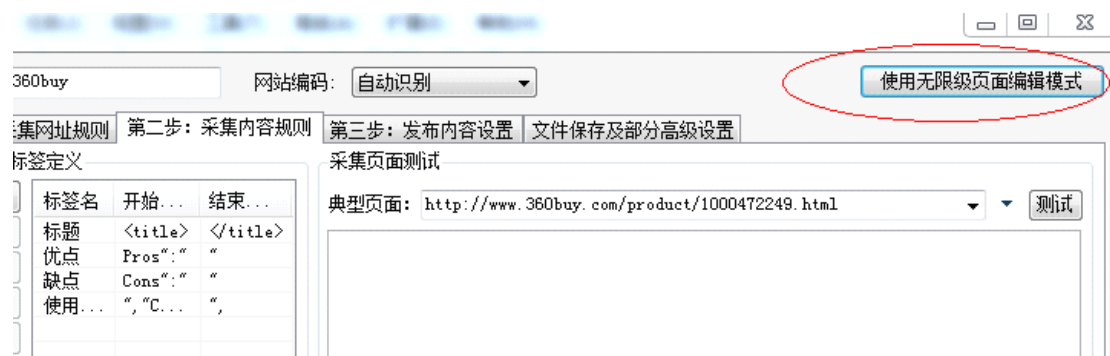 360buy 网站编码: 自动识别 使用无限级页面编辑模式
集网址规则 第二步: 采集内容规则 第三步: 发布内容设置 文件保存及部分高级设置
标签定义 采集页面测试
典型页面: http://www.360buy.com/product/1000472249.html 测试
标签名 开始... 结束...
标题 <title> </title>
优点 Pros":" "
缺点 Cons":" "
使用... ","C... ",